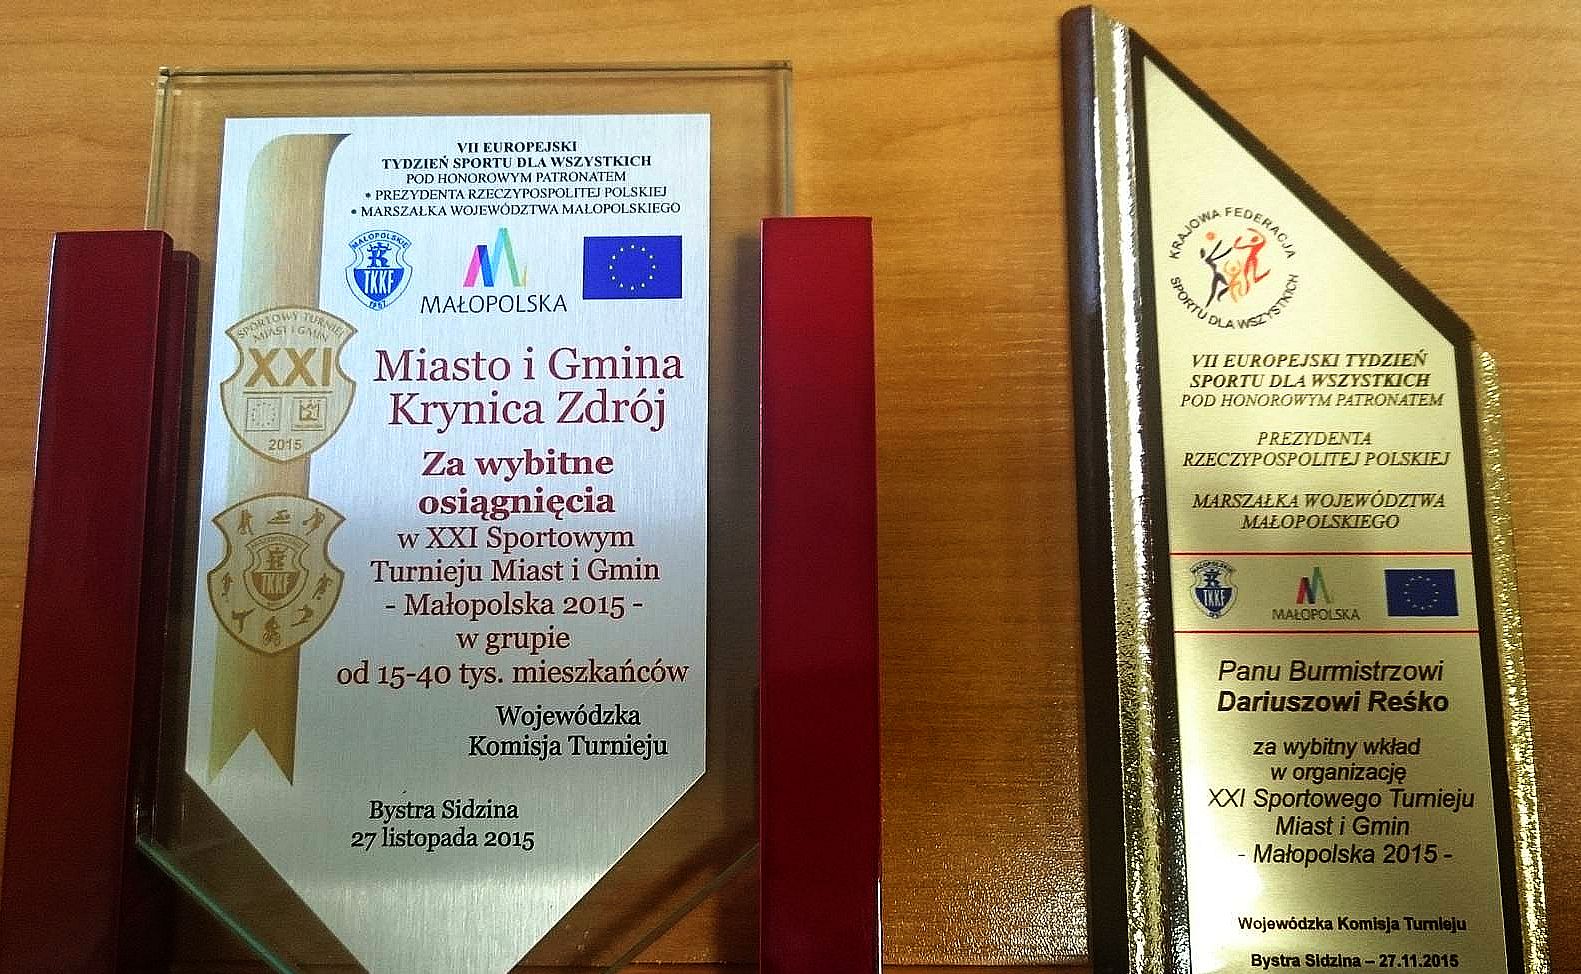 VII EUROPEJSKI
TYDZIEŃ SPORTU DLA WSZYSTKICH
POD HONOROWYM PATRONATEM
• PREZYDENTA RZECZYPOSPOLITEJ POLSKIEJ
• MARSZAŁKA WOJEWÓDZTWA MAŁOPOLSKIEGO
MAŁOPOLSKIE
TKKF
1957
MAŁOPOLSKA
SPORTOWY TURNIEJ
MIAST I GMIN
XXI
2015
TKKF
Miasto i Gmina
Krynica Zdrój
Za wybitne
osiągnięcia
w XXI Sportowym
Turnieju Miast i Gmin
- Małopolska 2015 -
w grupie
od 15-40 tys. mieszkańców
Wojewódzka
Komisja Turnieju
Bystra Sidzina
27 listopada 2015
KRAJOWA FEDERACJA
SPORTU DLA WSZYSTKICH
VII EUROPEJSKI TYDZIEŃ
SPORTU DLA WSZYSTKICH
POD HONOROWYM PATRONATEM
PREZYDENTA
RZECZYPOSPOLITEJ POLSKIEJ
MARSZAŁKA WOJEWÓDZTWA
MAŁOPOLSKIEGO
MAŁOPOLSKIE
TKKF
MAŁOPOLSKA
Panu Burmistrzowi
Dariuszowi Reśko
za wybitny wkład
w organizację
XXI Sportowego Turnieju
Miast i Gmin
- Małopolska 2015 -
Wojewódzka Komisja Turnieju
Bystra Sidzina – 27.11.2015